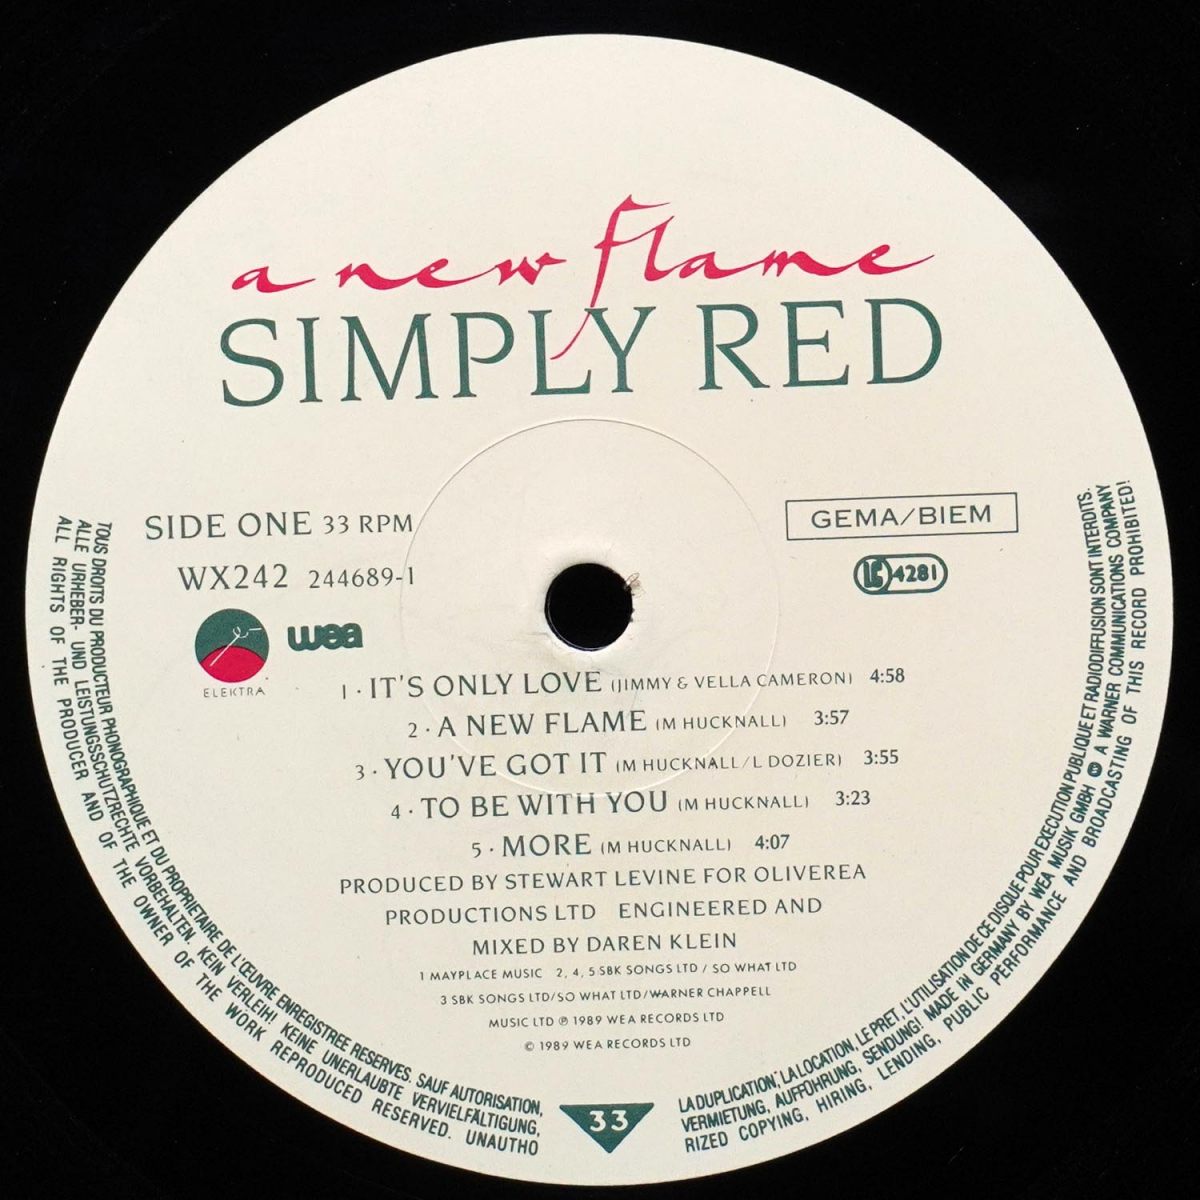 a new flame
SIMPLY RED
SIDE ONE 33 RPM
WX242 244689-1
GEMA/BIEM
LC 4281
ELEKTRA
wea
1 · IT'S ONLY LOVE (JIMMY & VELLA CAMERON) 4:58
2 · A NEW FLAME (M HUCKNALL) 3:57
3 · YOU'VE GOT IT (M HUCKNALL/L DOZIER) 3:55
4 · TO BE WITH YOU (M HUCKNALL) 3:23
5 · MORE (M HUCKNALL) 4:07
PRODUCED BY STEWART LEVINE FOR OLIVEREA
PRODUCTIONS LTD ENGINEERED AND
MIXED BY DAREN KLEIN
1 MAYPLACE MUSIC 2, 4, 5 SBK SONGS LTD / SO WHAT LTD
3 SBK SONGS LTD/SO WHAT LTD/WARNER CHAPPELL
MUSIC LTD ℗ 1989 WEA RECORDS LTD
© 1989 WEA RECORDS LTD
TOUS DROITS DU PRODUCTEUR PHONOGRAPHIQUE ET DU PROPRIETAIRE DE L'ŒUVRE ENREGISTREE RESERVES. SAUF AUTORISATION,
ALLE URHEBER- UND LEISTUNGSSCHUTZRECHTE VORBEHALTEN. KEIN VERLEIH! KEINE UNERLAUBTE VERVIELFÄLTIGUNG,
ALL RIGHTS OF THE PRODUCER AND OF THE OWNER OF THE WORK REPRODUCED RESERVED. UNAUTHO
33
LA DUPLICATION, LA LOCATION, LE PRET, L'UTILISATION DE CE DISQUE POUR EXECUTION PUBLIQUE ET RADIODIFFUSION SONT INTERDITS.
VERMIETUNG, AUFFÜHRUNG, SENDUNG! MADE IN GERMANY BY WEA MUSIK GMBH A WARNER COMMUNICATIONS COMPANY
RIZED COPYING, HIRING, LENDING, PUBLIC PERFORMANCE AND BROADCASTING OF THIS RECORD PROHIBITED!